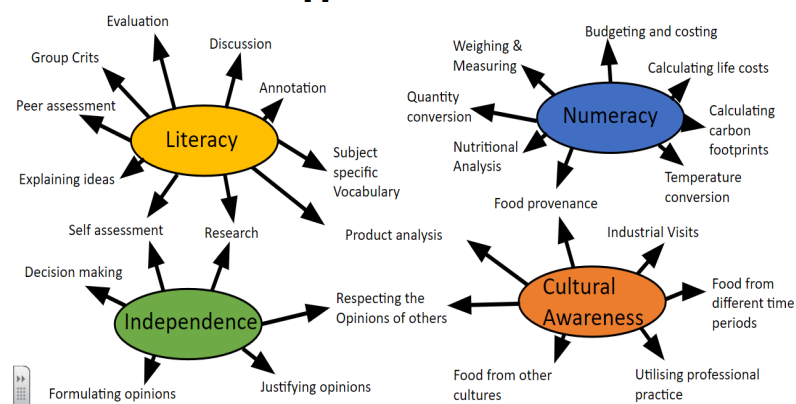 Evaluation
Group Crits
Discussion
Peer assessment
Annotation
Literacy
Explaining ideas
Subject
specific
Vocabulary
Self assessment
Research
Product analysis
Budgeting and costing
Weighing &
Measuring
Calculating life costs
Quantity
conversion
Numeracy
Calculating
carbon
footprints
Nutritional
Analysis
Temperature
conversion
Food provenance
Decision making
Independence
Respecting the
Opinions of others
Formulating opinions
Justifying opinions
Industrial Visits
Cultural
Awareness
Food from
different time
periods
Food from other
cultures
Utilising professional
practice